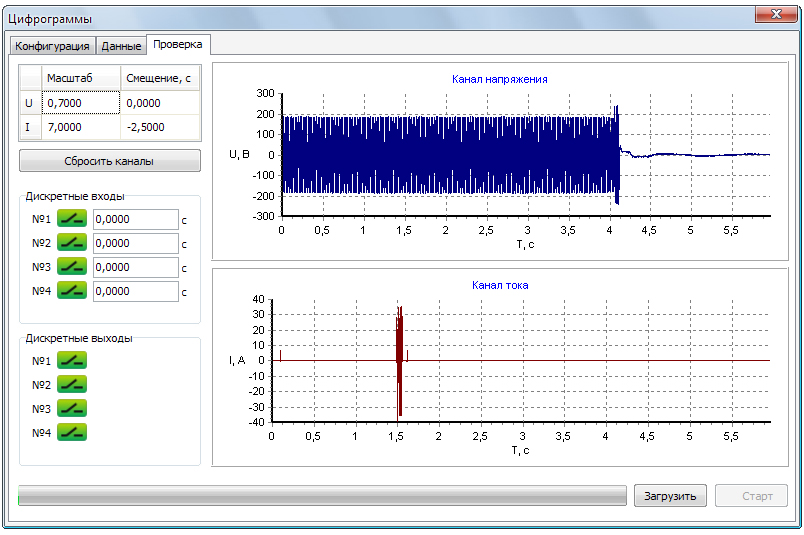 Цифрограммы
Конфигурация Данные Проверка
Масштаб Смещение, с
U 0,7000 0,0000
I 7,0000 -2,5000
Сбросить каналы
Дискретные входы
№1 0,0000 с
№2 0,0000 с
№3 0,0000 с
№4 0,0000 с
Дискретные выходы
№1
№2
№3
№4
Канал напряжения
U, В
300
200
100
0
-100
-200
-300
0 0,5 1 1,5 2 2,5 3 3,5 4 4,5 5 5,5
T, с
Канал тока
I, А
40
30
20
10
0
-10
-20
-30
-40
0 0,5 1 1,5 2 2,5 3 3,5 4 4,5 5 5,5
T, с
Загрузить Старт